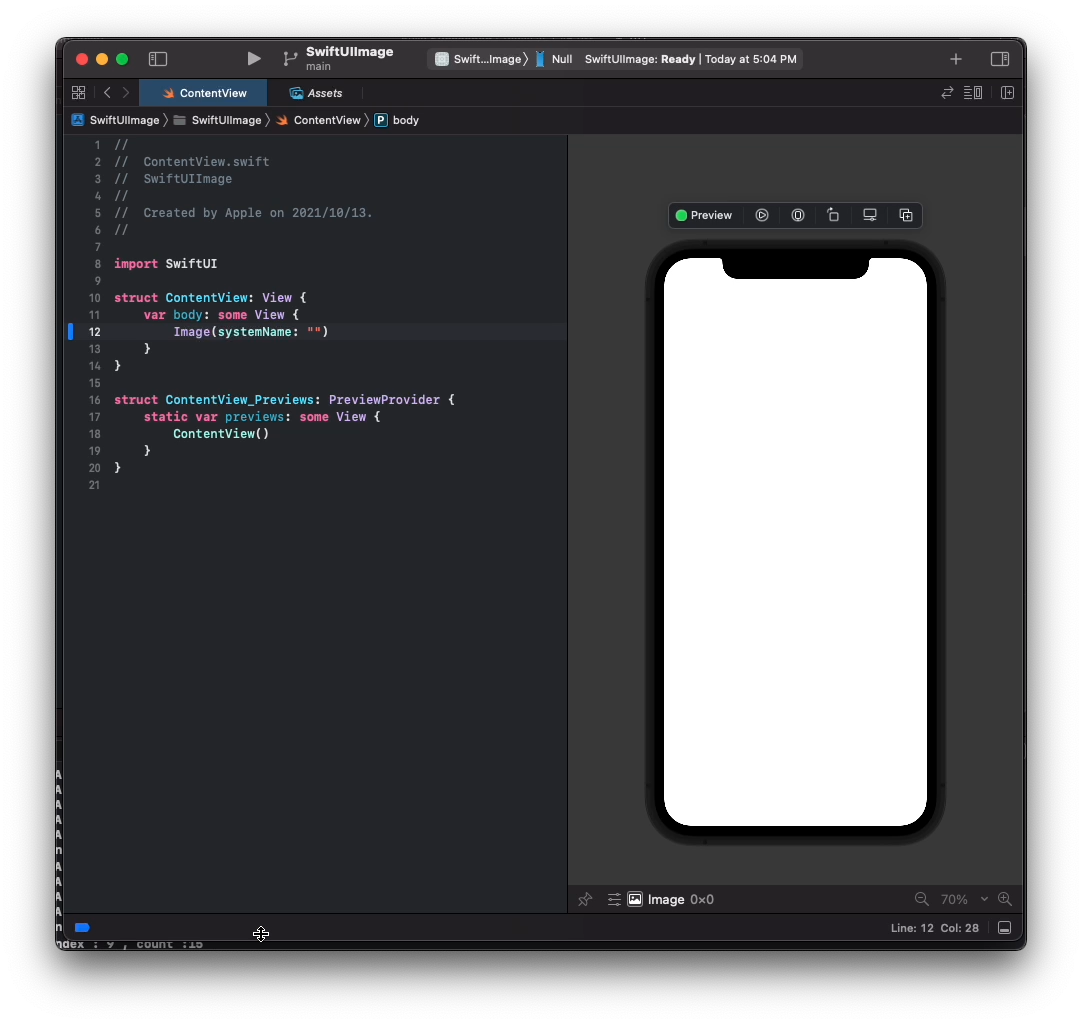 SwiftUIImage
main
Swift...Image 〉 Null SwiftUIImage: Ready | Today at 5:04 PM
ContentView
Assets
SwiftUIImage 〉 SwiftUIImage 〉 ContentView 〉 P body
1 //
2 //  ContentView.swift
3 //  SwiftUIImage
4 //
5 //  Created by Apple on 2021/10/13.
6 //
7
8 import SwiftUI
9
10 struct ContentView: View {
11     var body: some View {
12         Image(systemName: "")
13     }
14 }
15
16 struct ContentView_Previews: PreviewProvider {
17     static var previews: some View {
18         ContentView()
19     }
20 }
21
Preview
Image 0×0
70%
Line: 12 Col: 28
A
A
A
A
A
n
A
A
A
A
n
ndex : 9 , count :15